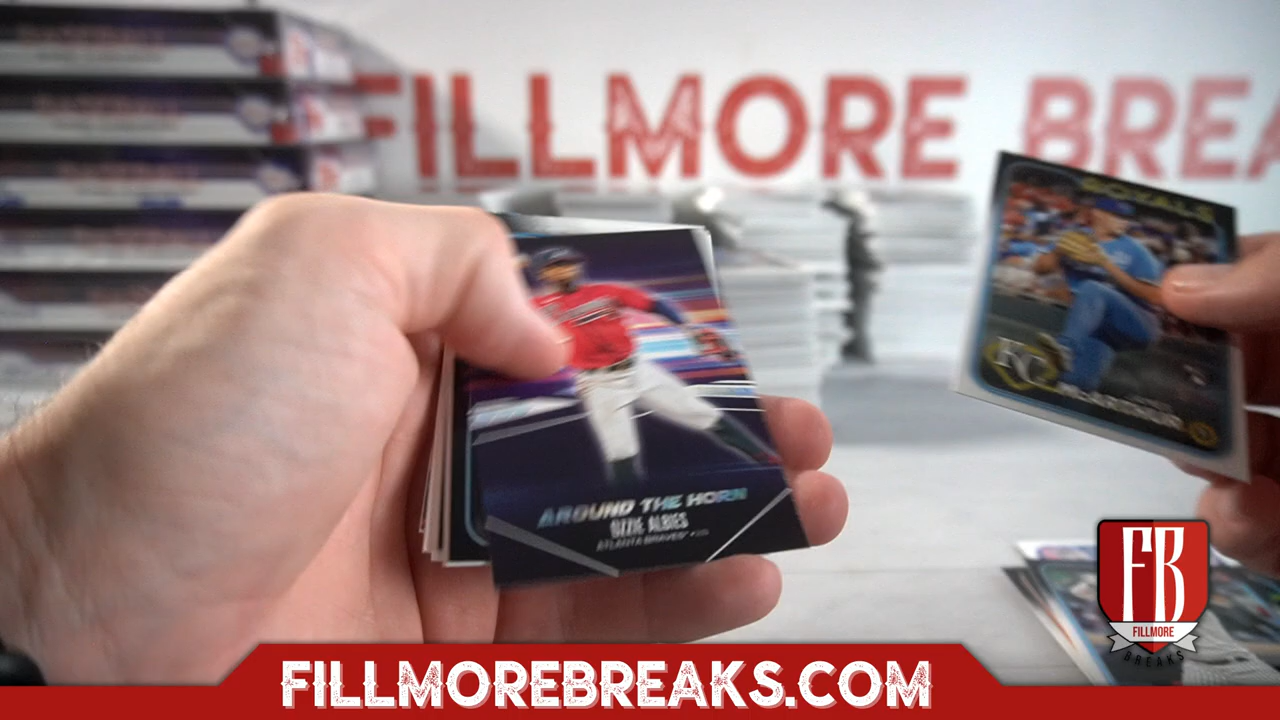 FILLMORE BREA
ROYALS
KC
AROUND THE HORN
OZZIE ALBIES
ATLANTA BRAVES
FB
FILLMORE
BREAKS
FILLMOREBREAKS.COM